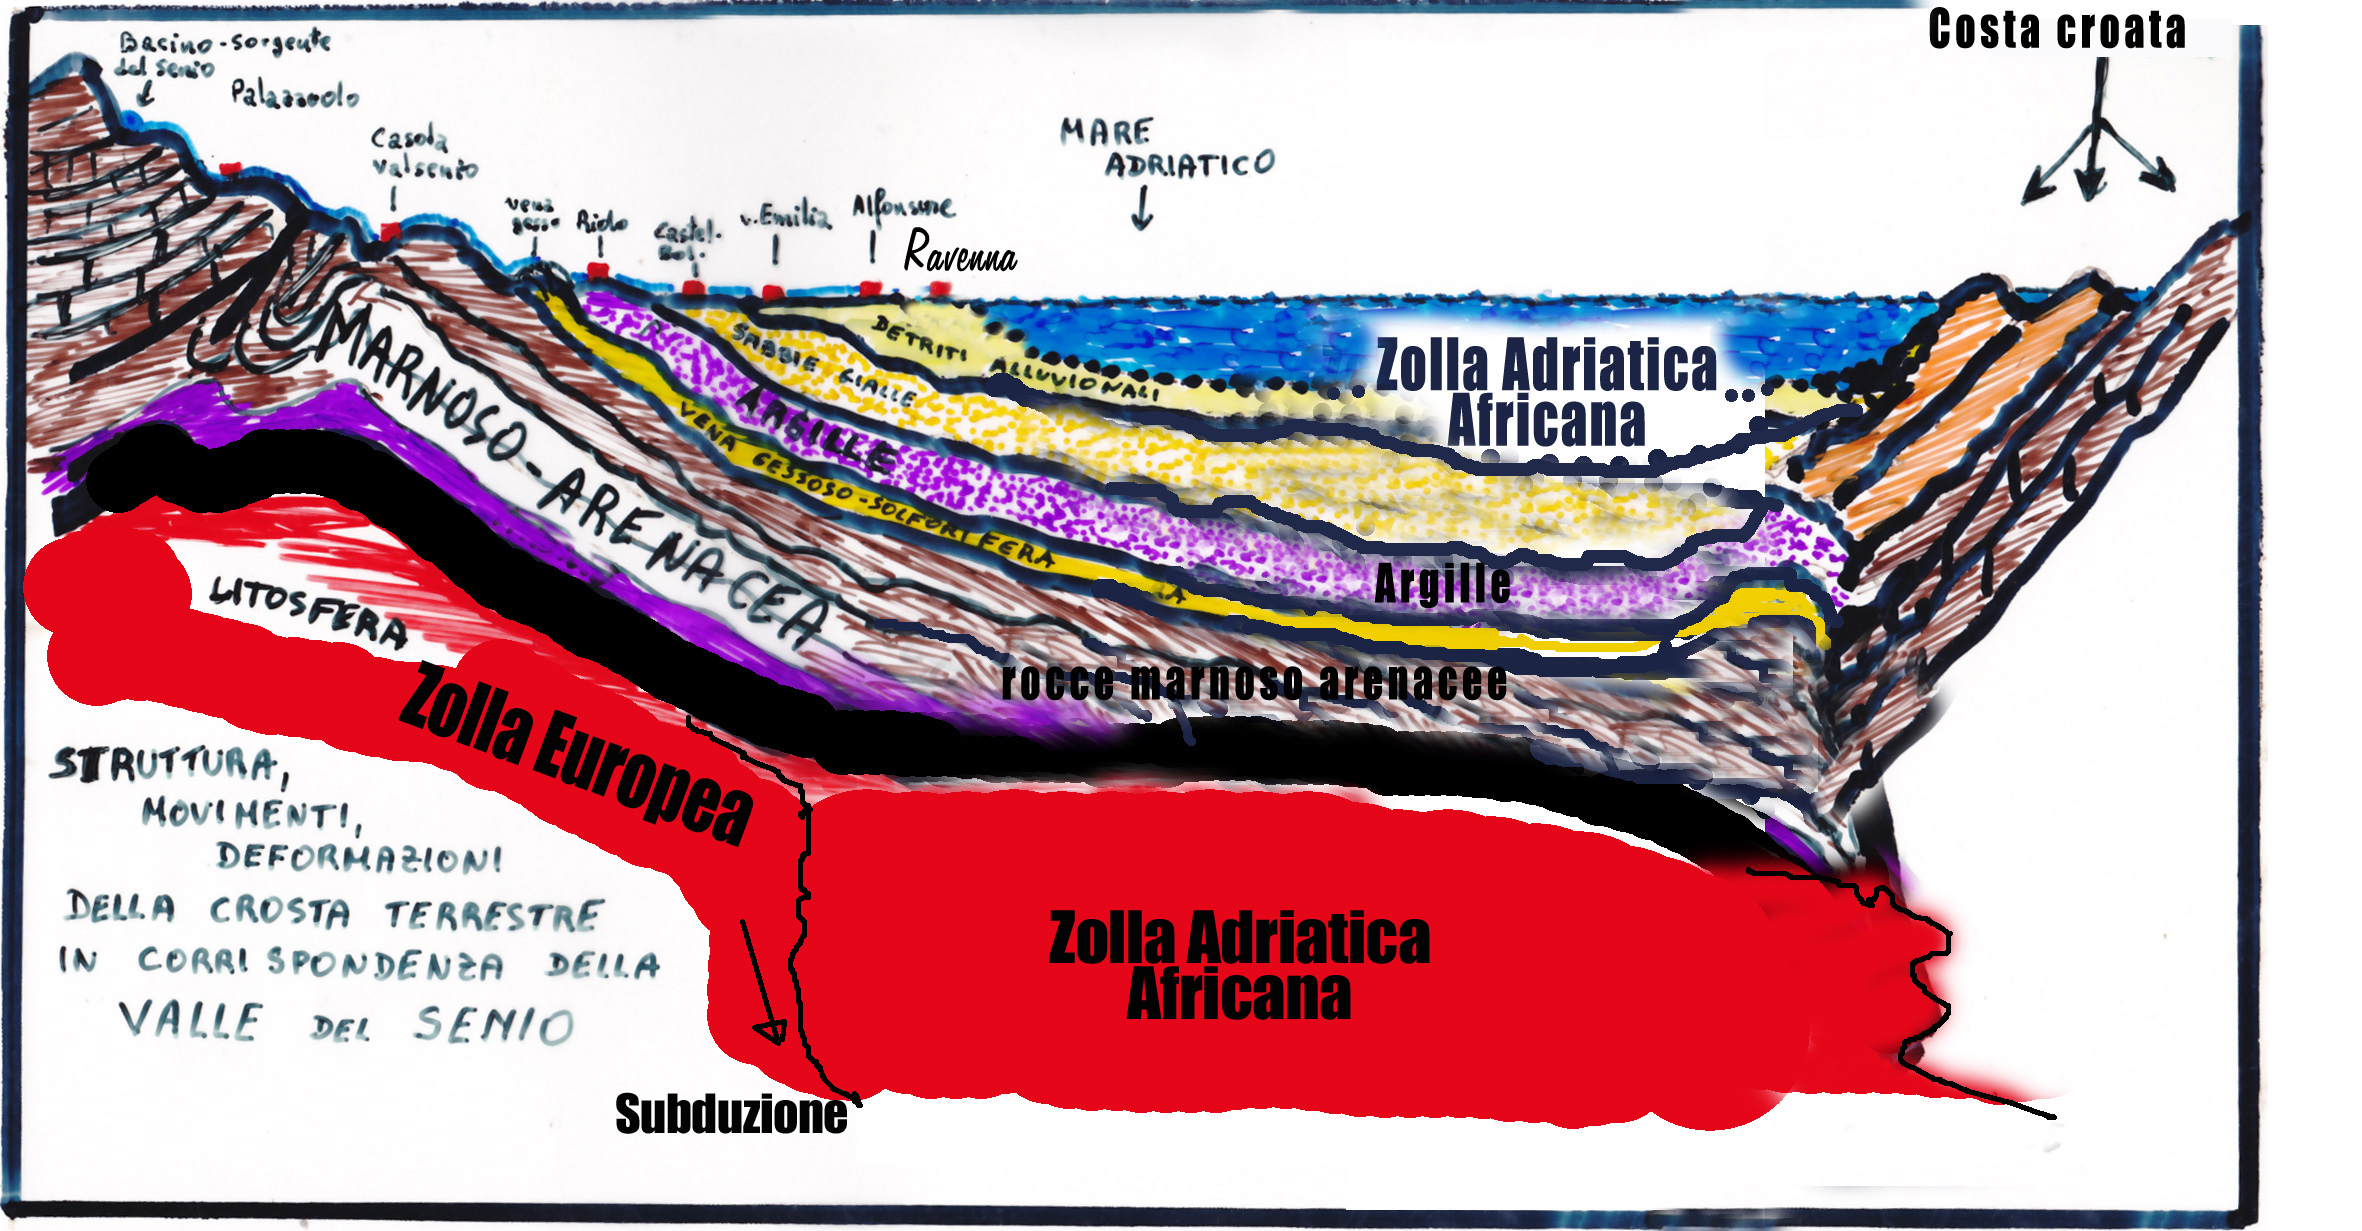 Costa croata
Bacino-sorgente
del senio
Palazzuolo
Casola
Valsenio
vena
gesso
Riolo
Castel.
Bol.
v. Emilia
Alfonsine
Ravenna
MARE
ADRIATICO
DETRITI ALLUVIONALI
SABBIE GIALLE
ARGILLE
VENA GESSOSO-SOLFORIFERA
MARNOSO-ARENACEA
Zolla Adriatica
Africana
Argille
rocce marnoso arenacee
LITOSFERA
Zolla Europea
Zolla Adriatica
Africana
Subduzione
STRUTTURA,
MOVIMENTI,
DEFORMAZIONI
DELLA CROSTA TERRESTRE
IN CORRISPONDENZA DELLA
VALLE DEL SENIO